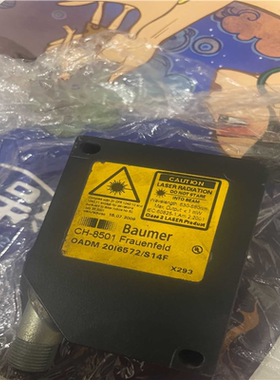 CAUTION
LASER RADIATION
DO NOT STARE
INTO BEAM
Class 2 LASER Product
Baumer
CH-8501 Frauenfeld
OADM 20I6572/S14F
X293